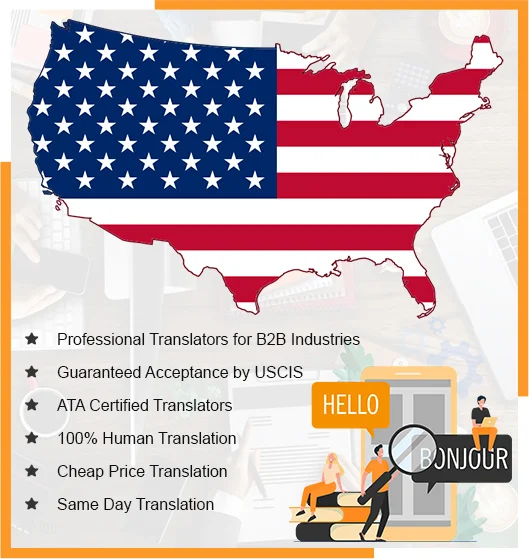 Professional Translators for B2B Industries
Guaranteed Acceptance by USCIS
ATA Certified Translators
100% Human Translation
Cheap Price Translation
Same Day Translation
HELLO
BONJOUR